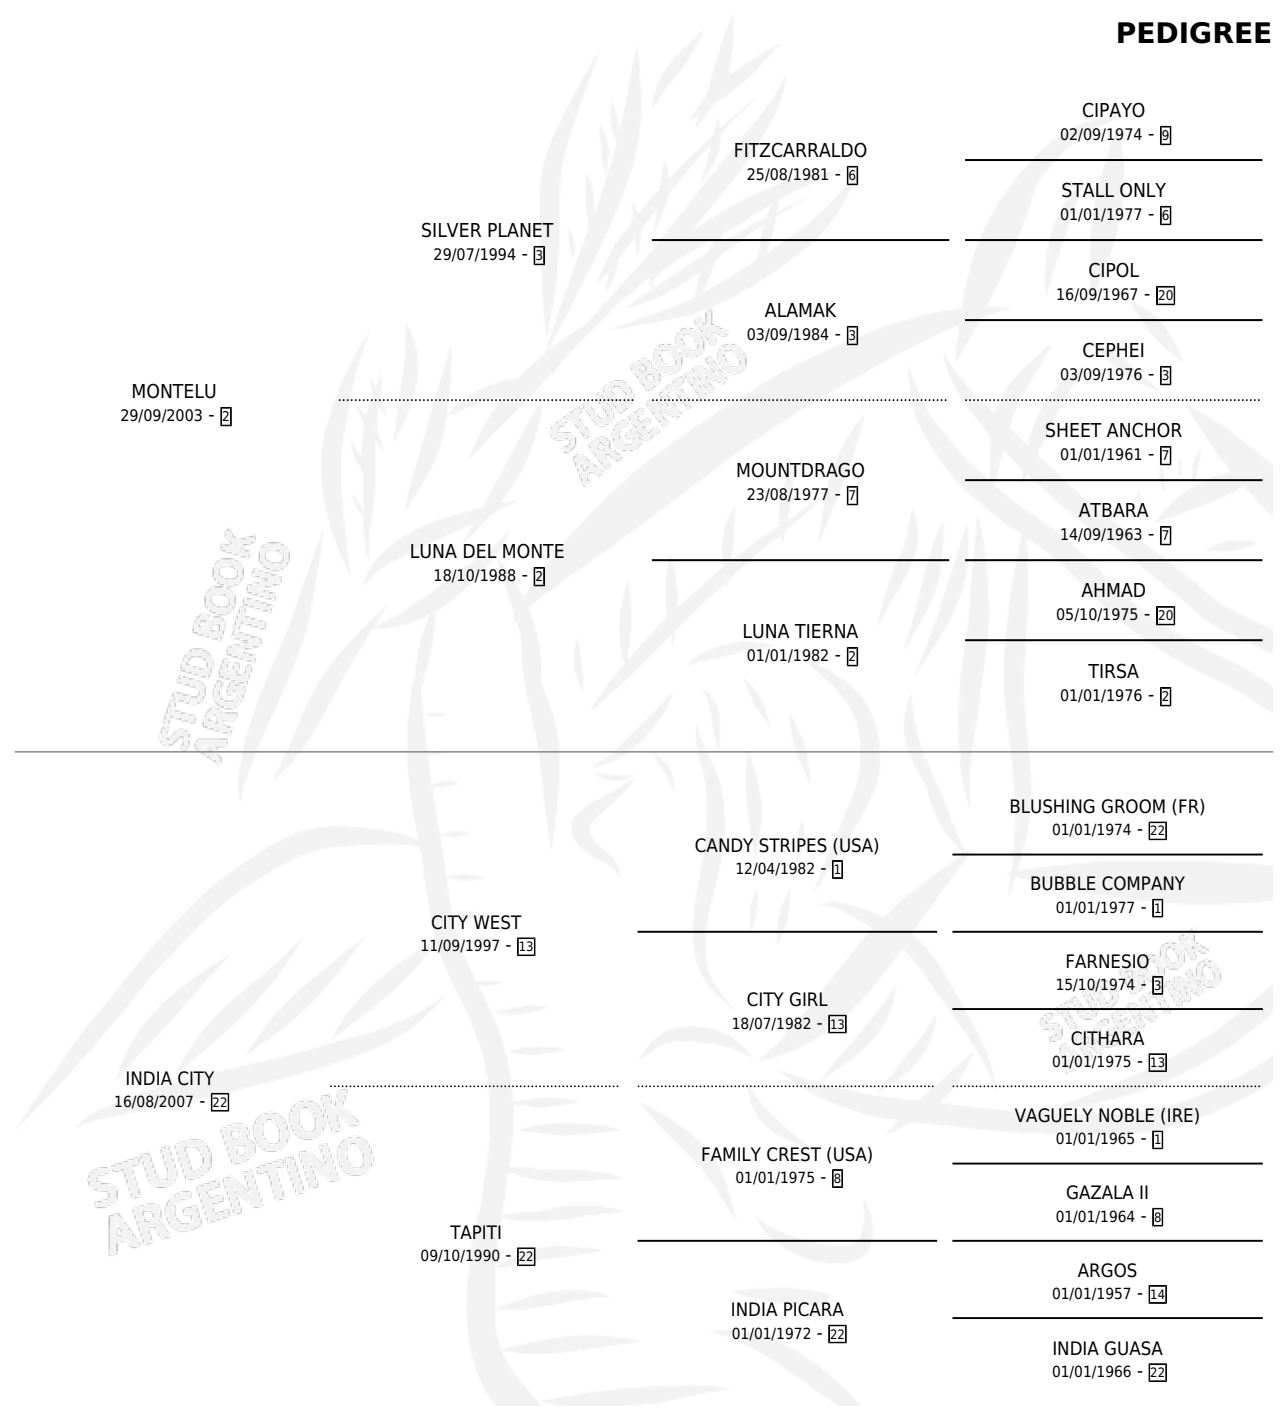 PEDIGREE
CIPAYO
02/09/1974 - 9
FITZCARRALDO
25/08/1981 - 6
STALL ONLY
01/01/1977 - 6
SILVER PLANET
29/07/1994 - 3
CIPOL
16/09/1967 - 20
ALAMAK
03/09/1984 - 3
CEPHEI
03/09/1976 - 3
MONTELU
29/09/2003 - 2
SHEET ANCHOR
01/01/1961 - 7
MOUNTDRAGO
23/08/1977 - 7
ATBARA
14/09/1963 - 7
LUNA DEL MONTE
18/10/1988 - 2
AHMAD
05/10/1975 - 20
LUNA TIERNA
01/01/1982 - 2
TIRSA
01/01/1976 - 2
STUD BOOK
ARGENTINO
STUD BOOK
ARGENTINO
BLUSHING GROOM (FR)
01/01/1974 - 22
CANDY STRIPES (USA)
12/04/1982 - 1
BUBBLE COMPANY
01/01/1977 - 1
CITY WEST
11/09/1997 - 13
FARNESIO
15/10/1974 - 3
CITY GIRL
18/07/1982 - 13
CITHARA
01/01/1975 - 13
INDIA CITY
16/08/2007 - 22
VAGUELY NOBLE (IRE)
01/01/1965 - 1
FAMILY CREST (USA)
01/01/1975 - 8
GAZALA II
01/01/1964 - 8
TAPITI
09/10/1990 - 22
ARGOS
01/01/1957 - 14
INDIA PICARA
01/01/1972 - 22
INDIA GUASA
01/01/1966 - 22
STUD BOOK
ARGENTINO
STUD BOOK
ARGENTINO